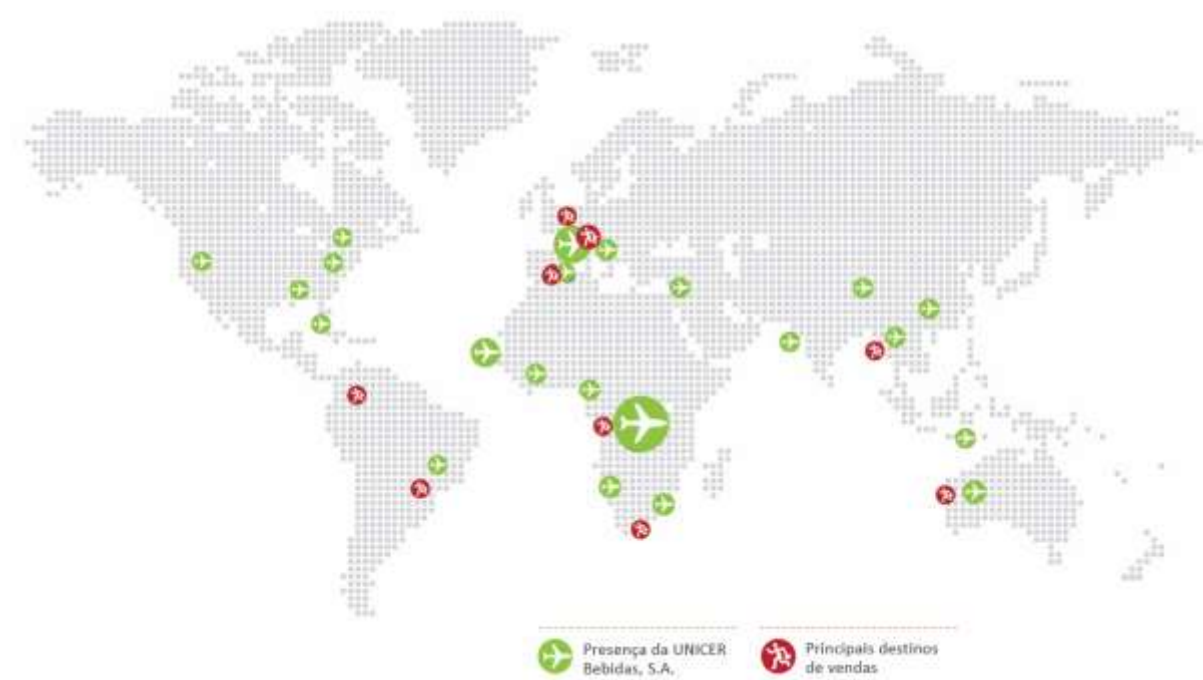 Presença da UNICER
Bebidas, S.A.
Principais destinos
de vendas